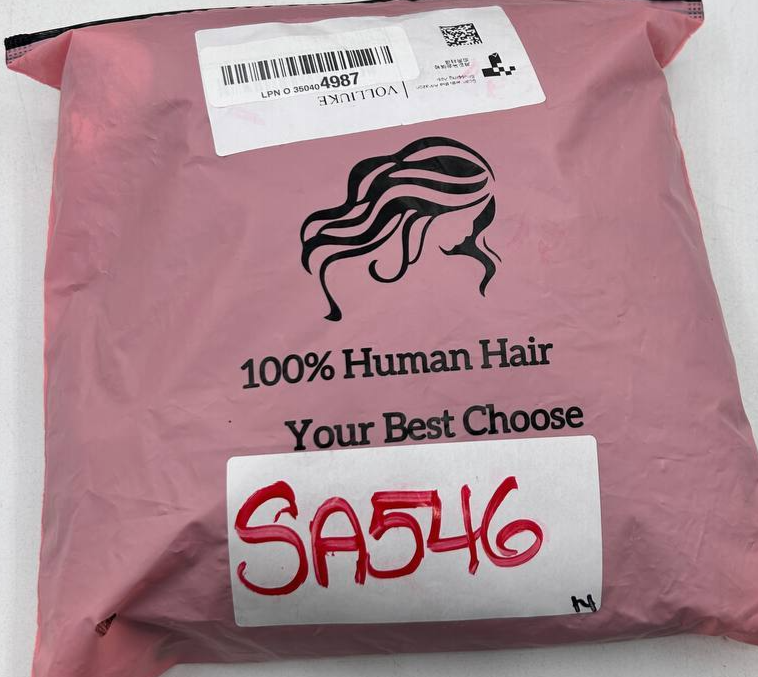 LPN O 350404987
VOLLIUKE
100% Human Hair
Your Best Choose
SA546